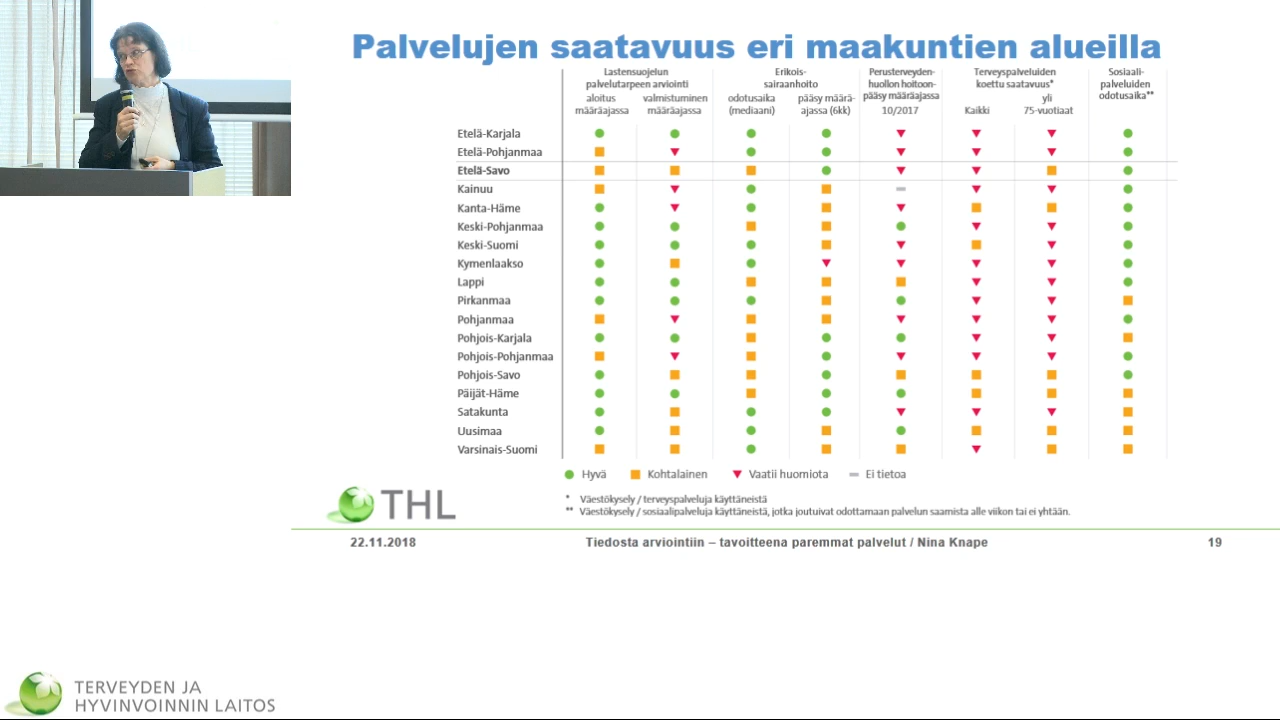 Palvelujen saatavuus eri maakuntien alueilla
Lastensuojelun palvelutarpeen arviointi
Erikois-sairaanhoito
Perusterveyden-huollon hoitoon-pääsy määräajassa
Terveyspalveluiden koettu saatavuus*
Sosiaali-palveluiden odotusaika**
aloitus määräajassa
valmistuminen määräajassa
odotusaika (mediaani)
pääsy määrä-ajassa (6kk)
10/2017
Kaikki
yli 75-vuotiaat
Etelä-Karjala
Etelä-Pohjanmaa
Etelä-Savo
Kainuu
Kanta-Häme
Keski-Pohjanmaa
Keski-Suomi
Kymenlaakso
Lappi
Pirkanmaa
Pohjanmaa
Pohjois-Karjala
Pohjois-Pohjanmaa
Pohjois-Savo
Päijät-Häme
Satakunta
Uusimaa
Varsinais-Suomi
Hyvä Kohtalainen Vaatii huomiota Ei tietoa
* Väestökysely / terveyspalveluja käyttäneistä
** Väestökysely / sosiaalipalveluja käyttäneistä, jotka joutuivat odottamaan palvelun saamista alle viikon tai ei yhtään.
THL
22.11.2018 Tiedosta arviointiin – tavoitteena paremmat palvelut / Nina Knape 19
TERVEYDEN JA
HYVINVOINNIN LAITOS